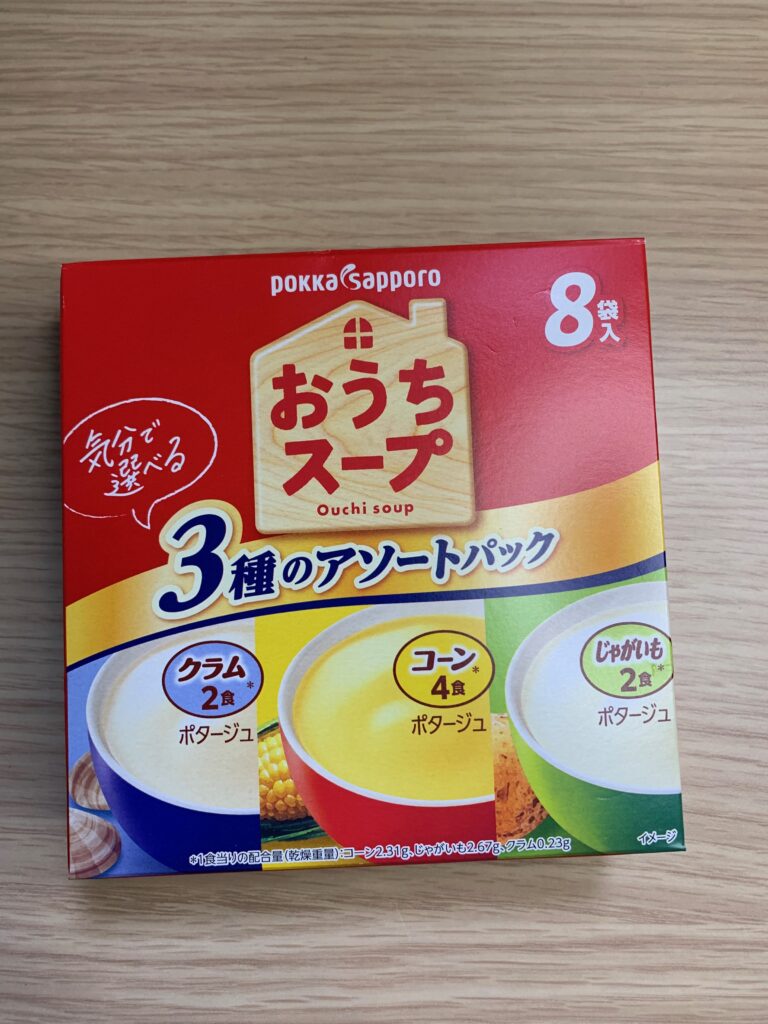 pokka sapporo
8袋入
おうち
スープ
Ouchi soup
気分で
選べる
3種のアソートパック
クラム
2食*
ポタージュ
コーン
4食*
ポタージュ
じゃがいも
2食*
ポタージュ
イメージ
*1食当りの配合量(乾燥重量):コーン2.31g、じゃがいも2.67g、クラム0.23g